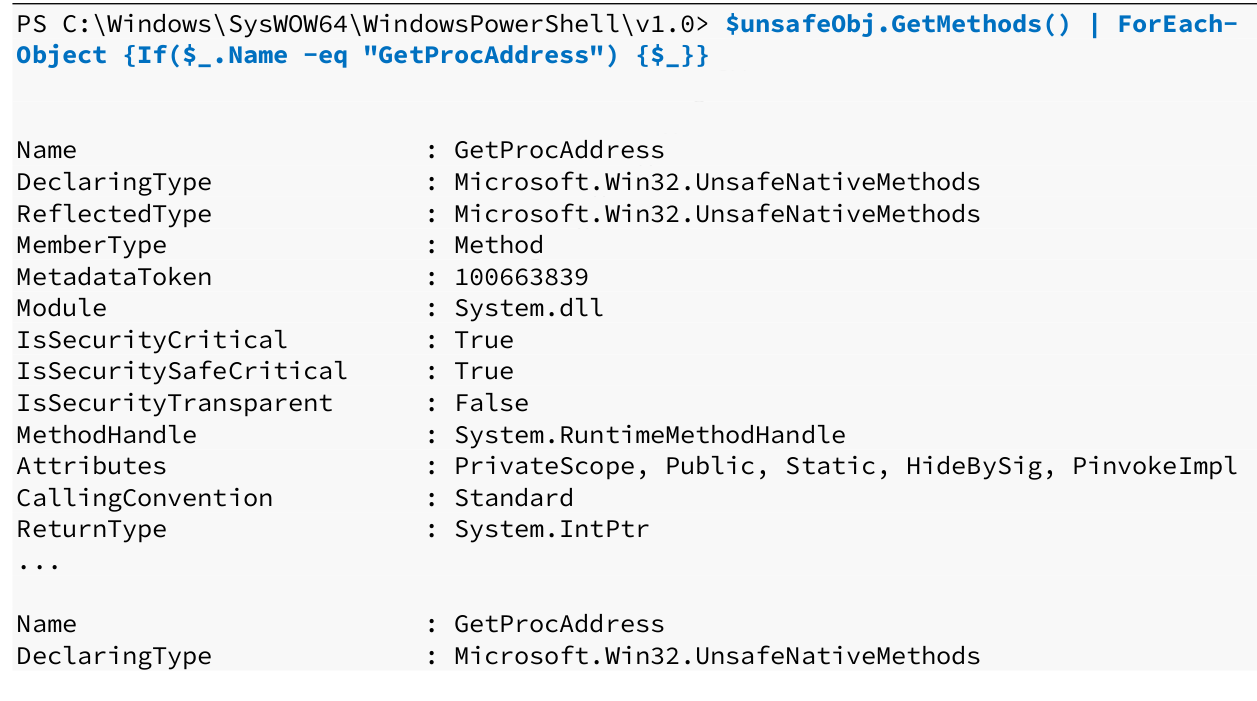 PS C:\Windows\SysWOW64\WindowsPowerShell\v1.0> $unsafeObj.GetMethods() | ForEach-
Object {If($_.Name -eq "GetProcAddress") {$_}}
Name : GetProcAddress
DeclaringType : Microsoft.Win32.UnsafeNativeMethods
ReflectedType : Microsoft.Win32.UnsafeNativeMethods
MemberType : Method
MetadataToken : 100663839
Module : System.dll
IsSecurityCritical : True
IsSecuritySafeCritical : True
IsSecurityTransparent : False
MethodHandle : System.RuntimeMethodHandle
Attributes : PrivateScope, Public, Static, HideBySig, PinvokeImpl
CallingConvention : Standard
ReturnType : System.IntPtr
...
Name : GetProcAddress
DeclaringType : Microsoft.Win32.UnsafeNativeMethods